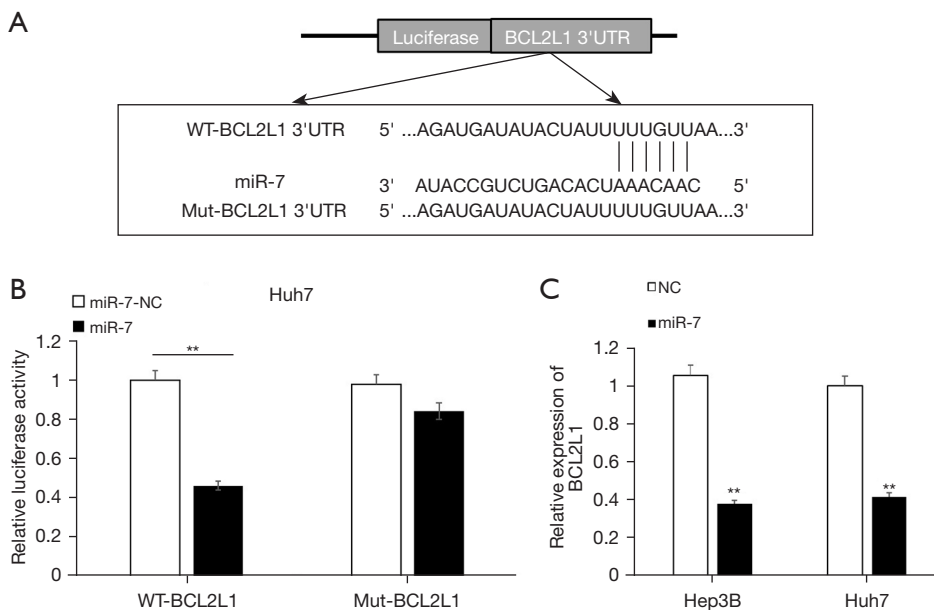 A
Luciferase BCL2L1 3'UTR
WT-BCL2L1 3'UTR 5' ...AGAUGAUAUACUAUUUUUGUUAA...3'
miR-7 3' AUACCGUCUGACACUAAACAAC 5'
Mut-BCL2L1 3'UTR 5' ...AGAUGAUAUACUAUUUUUGUUAA...3'
B
miR-7-NC
miR-7
Huh7
Relative luciferase activity
1.2
1
0.8
0.6
0.4
0.2
0
**
WT-BCL2L1 Mut-BCL2L1
C
NC
miR-7
Relative expression of
BCL2L1
1.2
1
0.8
0.6
0.4
0.2
0
**
**
Hep3B Huh7